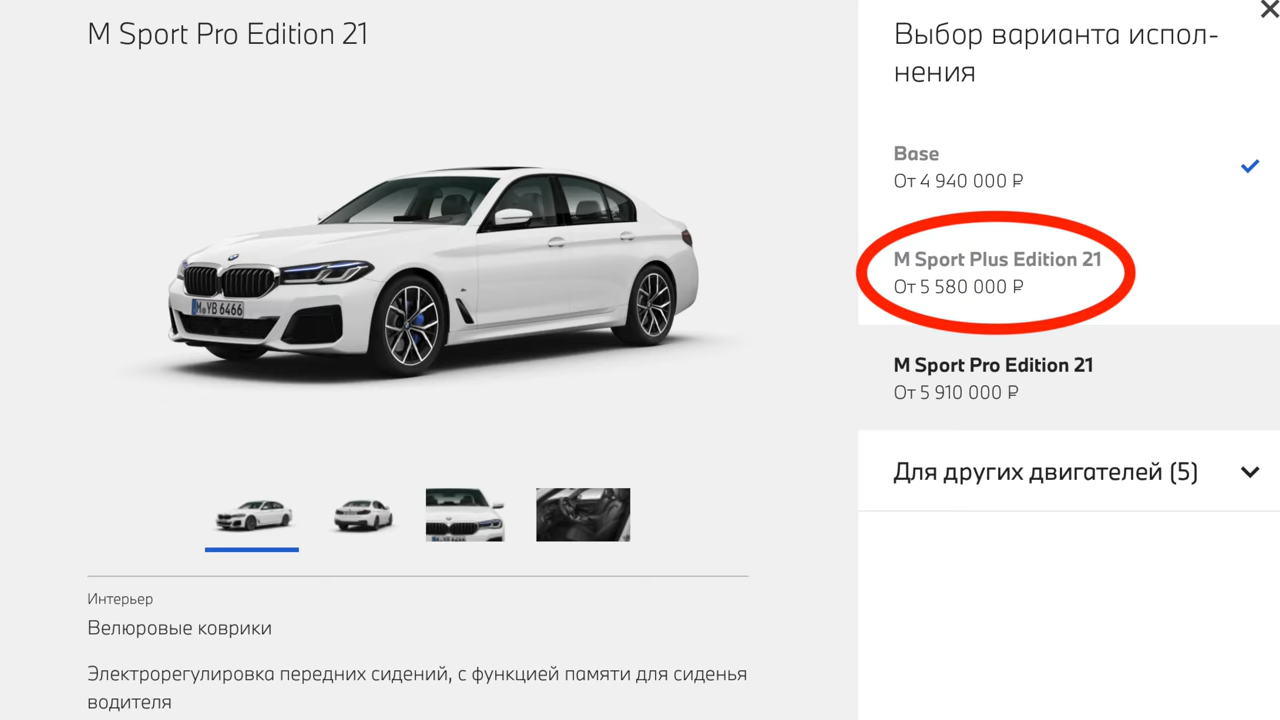 M Sport Pro Edition 21
Выбор варианта испол-
нения
Base
От 4 940 000 ₽
M Sport Plus Edition 21
От 5 580 000 ₽
M Sport Pro Edition 21
От 5 910 000 ₽
Для других двигателей (5)
M YB 6466
Интерьер
Велюровые коврики
Электрорегулировка передних сидений, с функцией памяти для сиденья
водителя